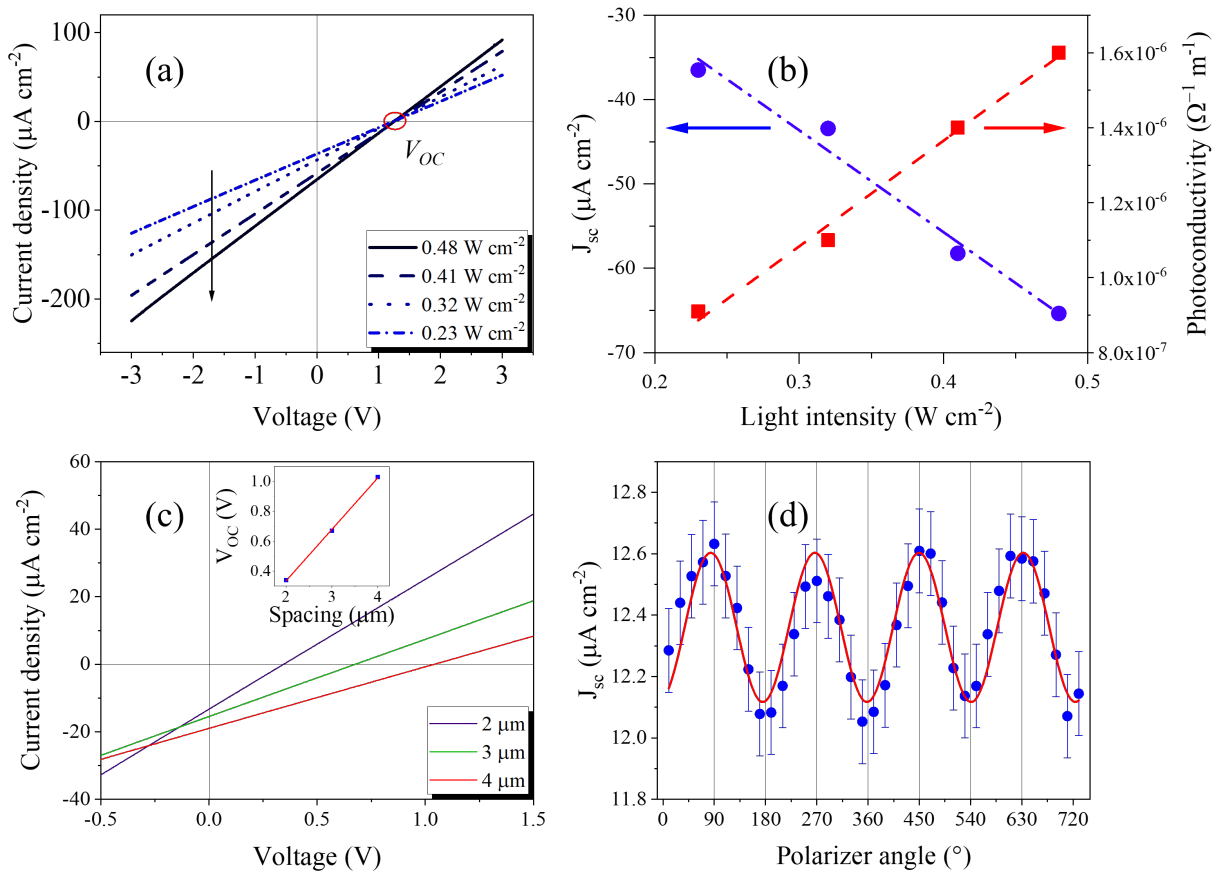 (a)
Current density (µA cm⁻²)
100
0
-100
-200
V_OC
0.48 W cm⁻²
0.41 W cm⁻²
0.32 W cm⁻²
0.23 W cm⁻²
-3 -2 -1 0 1 2 3
Voltage (V)
(b)
J_sc (µA cm⁻²)
-30
-40
-50
-60
-70
Photoconductivity (Ω⁻¹ m⁻¹)
1.6x10⁻⁶
1.4x10⁻⁶
1.2x10⁻⁶
1.0x10⁻⁶
8.0x10⁻⁷
0.2 0.3 0.4 0.5
Light intensity (W cm⁻²)
(c)
Current density (µA cm⁻²)
60
40
20
0
-20
-40
V_OC (V)
1.0
0.8
0.6
0.4
2 3 4
Spacing (µm)
2 µm
3 µm
4 µm
-0.5 0.0 0.5 1.0 1.5
Voltage (V)
(d)
J_sc (µA cm⁻²)
12.8
12.6
12.4
12.2
12.0
11.8
0 90 180 270 360 450 540 630 720
Polarizer angle (°)